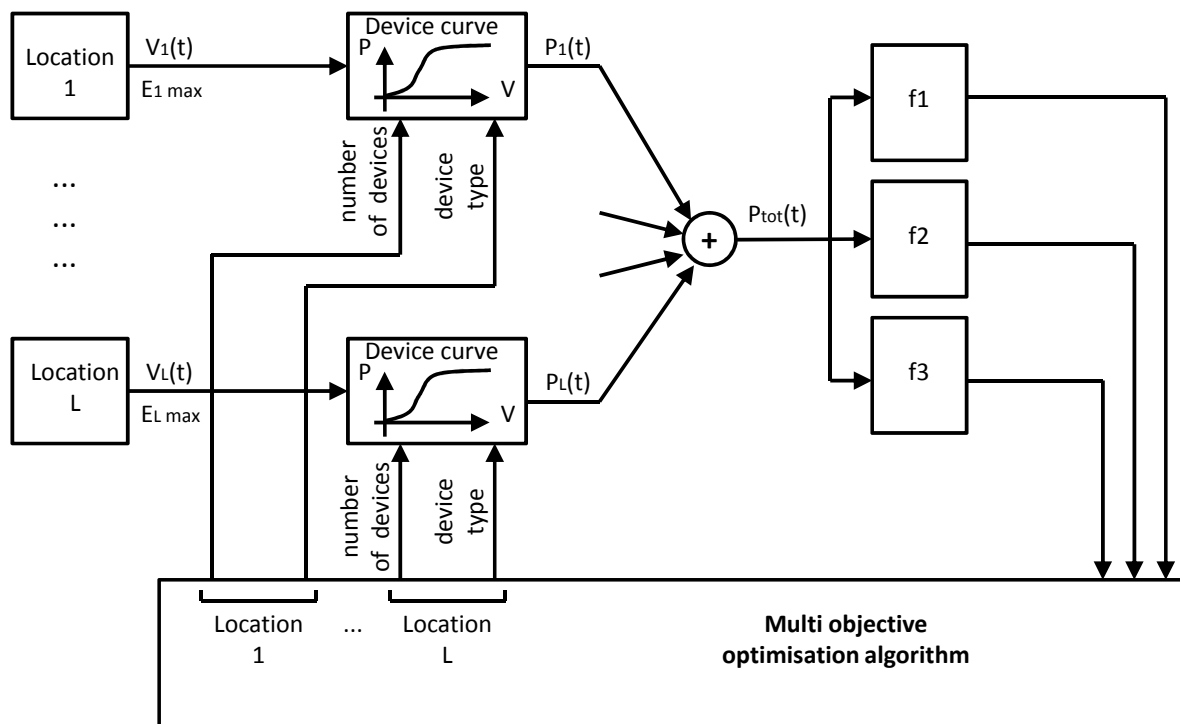 Location
1
V1(t)
E1 max
Device curve
P
V
P1(t)
number
of devices
device
type
...
...
...
+
Ptot(t)
f1
f2
f3
Location
L
VL(t)
EL max
Device curve
P
V
PL(t)
number
of devices
device
type
Location
1
...
Location
L
Multi objective
optimisation algorithm